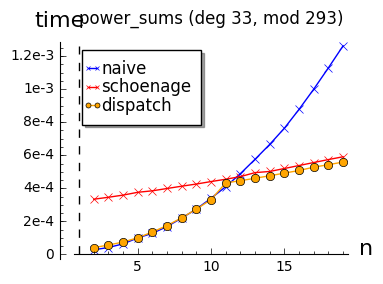 time
power_sums (deg 33, mod 293)
1.2e-3
1e-3
8e-4
6e-4
4e-4
2e-4
0
naive
schoenage
dispatch
5
10
15
n